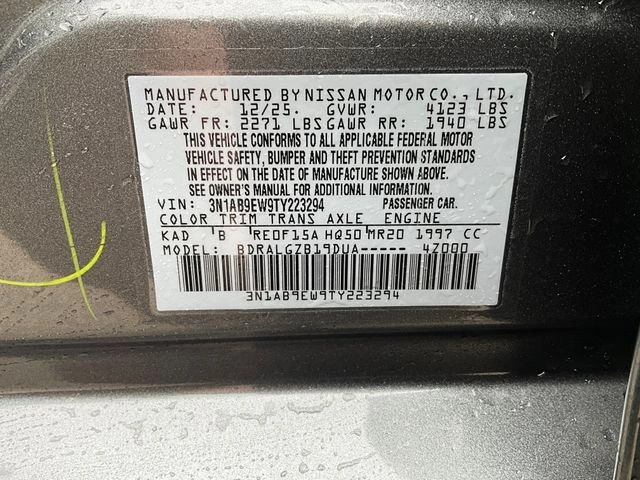 MANUFACTURED BY NISSAN MOTOR CO., LTD.
DATE: 12/25. GVWR: 4123 LBS
GAWR FR: 2271 LBS GAWR RR: 1940 LBS
THIS VEHICLE CONFORMS TO ALL APPLICABLE FEDERAL MOTOR
VEHICLE SAFETY, BUMPER AND THEFT PREVENTION STANDARDS
IN EFFECT ON THE DATE OF MANUFACTURE SHOWN ABOVE.
SEE OWNER'S MANUAL FOR ADDITIONAL INFORMATION.
VIN: 3N1AB9EW9TY223294 PASSENGER CAR.
COLOR TRIM TRANS AXLE ENGINE
KAD B RE0F15A HQ50 MR20 1997 CC
MODEL: BDRALGZB19DUA----- 4Z000
3N1AB9EW9TY223294